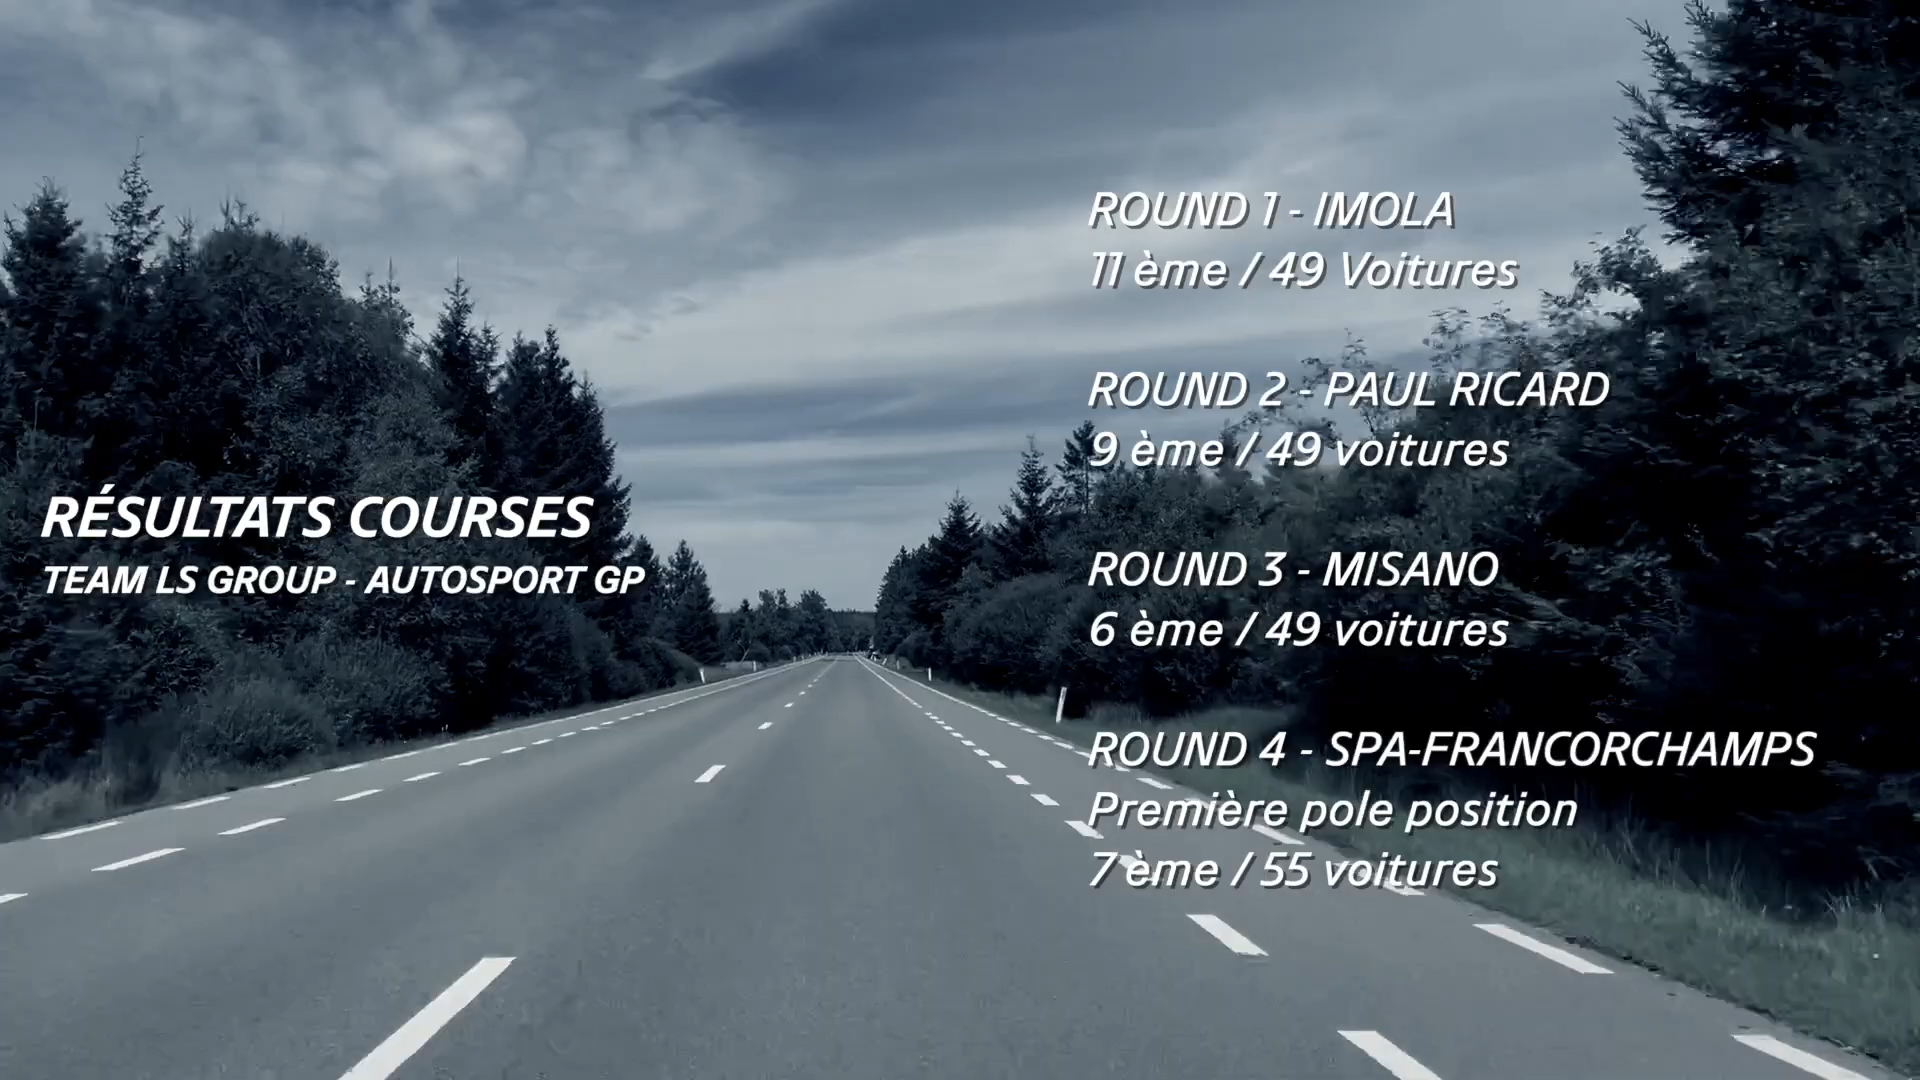 RÉSULTATS COURSES
TEAM LS GROUP - AUTOSPORT GP
ROUND 1 - IMOLA
11 ème / 49 Voitures
ROUND 2 - PAUL RICARD
9 ème / 49 voitures
ROUND 3 - MISANO
6 ème / 49 voitures
ROUND 4 - SPA-FRANCORCHAMPS
Première pole position
7 ème / 55 voitures